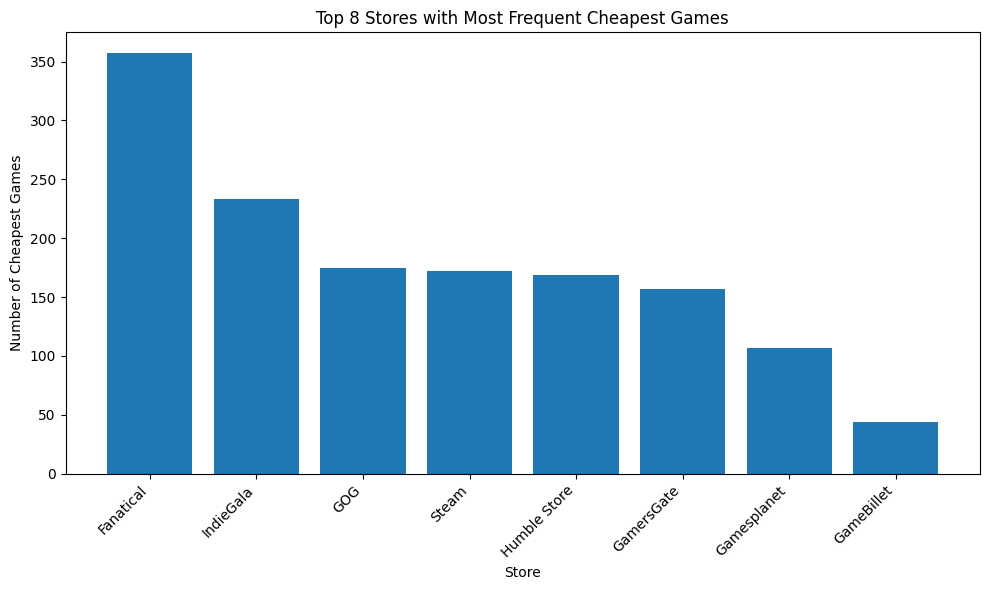 Top 8 Stores with Most Frequent Cheapest Games
Number of Cheapest Games
350
300
250
200
150
100
50
0
Fanatical
IndieGala
GOG
Steam
Humble Store
GamersGate
Gamesplanet
GameBillet
Store